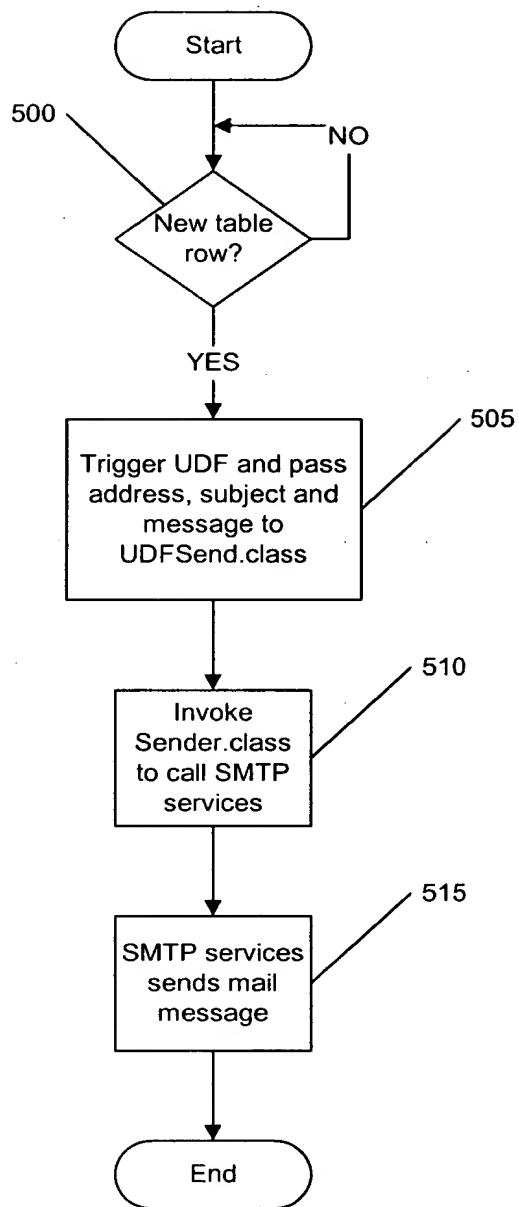 Start
500
NO
New table
row?
YES
505
Trigger UDF and pass
address, subject and
message to
UDFSend.class
510
Invoke
Sender.class
to call SMTP
services
515
SMTP services
sends mail
message
End